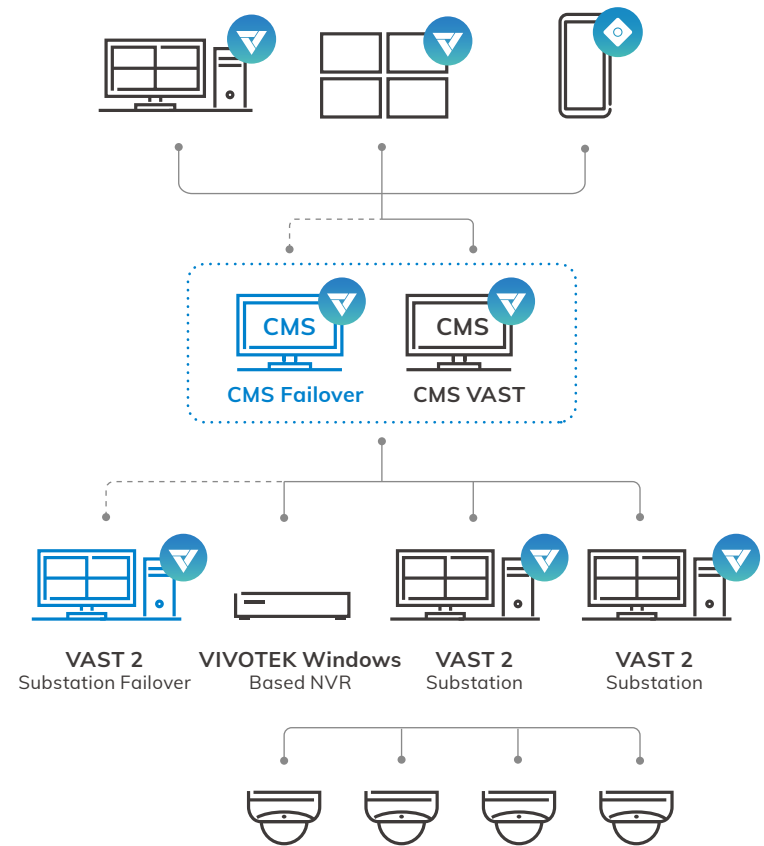 CMS
CMS
CMS Failover
CMS VAST
VAST 2
Substation Failover
VIVOTEK Windows
Based NVR
VAST 2
Substation
VAST 2
Substation